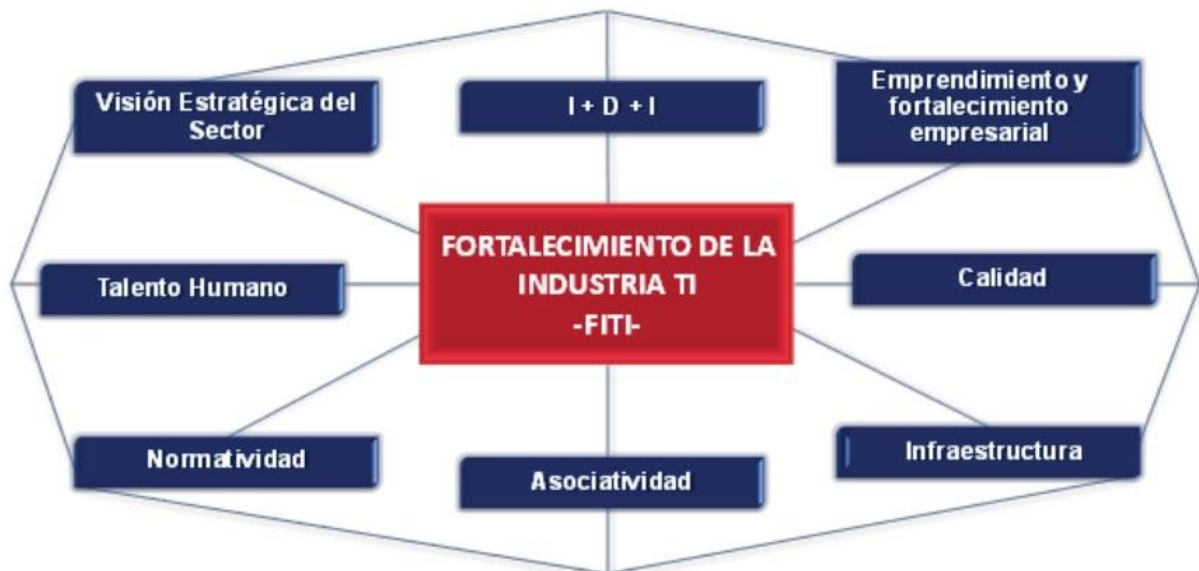 Visión Estratégica del
Sector
I + D + I
Emprendimiento y
fortalecimiento
empresarial
FORTALECIMIENTO DE LA
INDUSTRIA TI
-FITI-
Talento Humano
Calidad
Normatividad
Asociatividad
Infraestructura